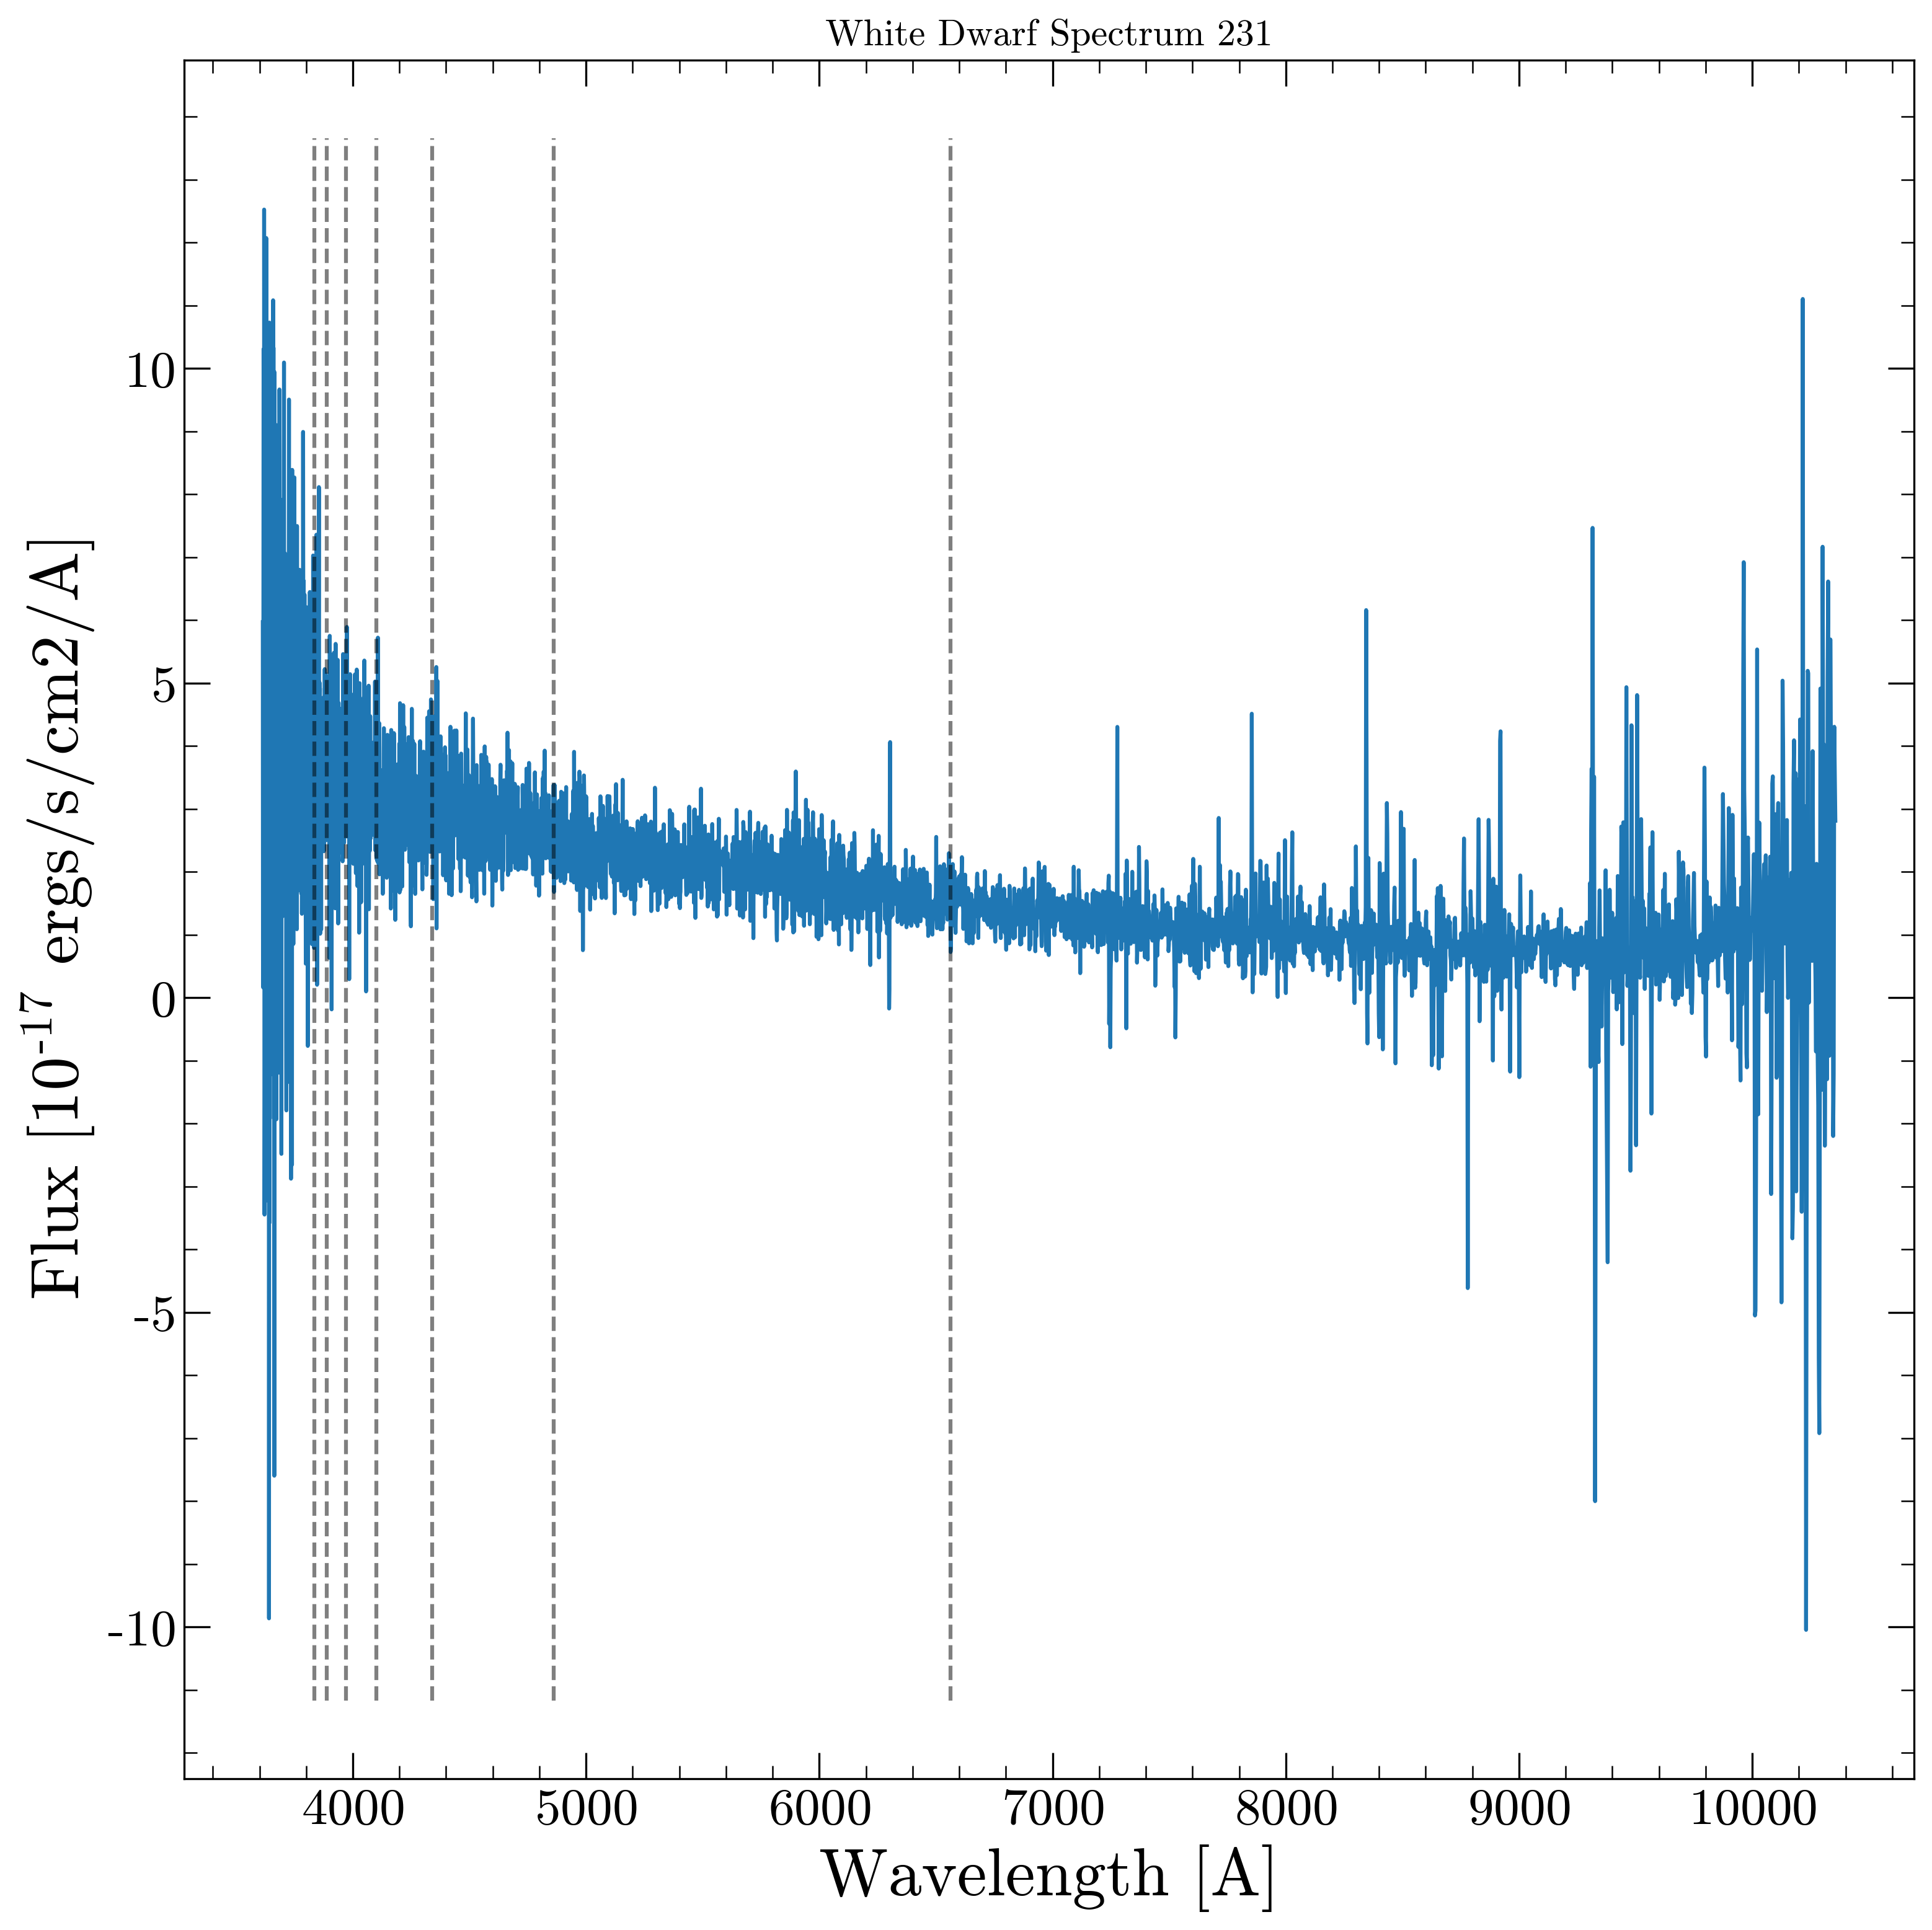 White Dwarf Spectrum 231
10
5
0
-5
-10
Flux [10^-17 ergs/s/cm2/A]
4000 5000 6000 7000 8000 9000 10000
Wavelength [A]